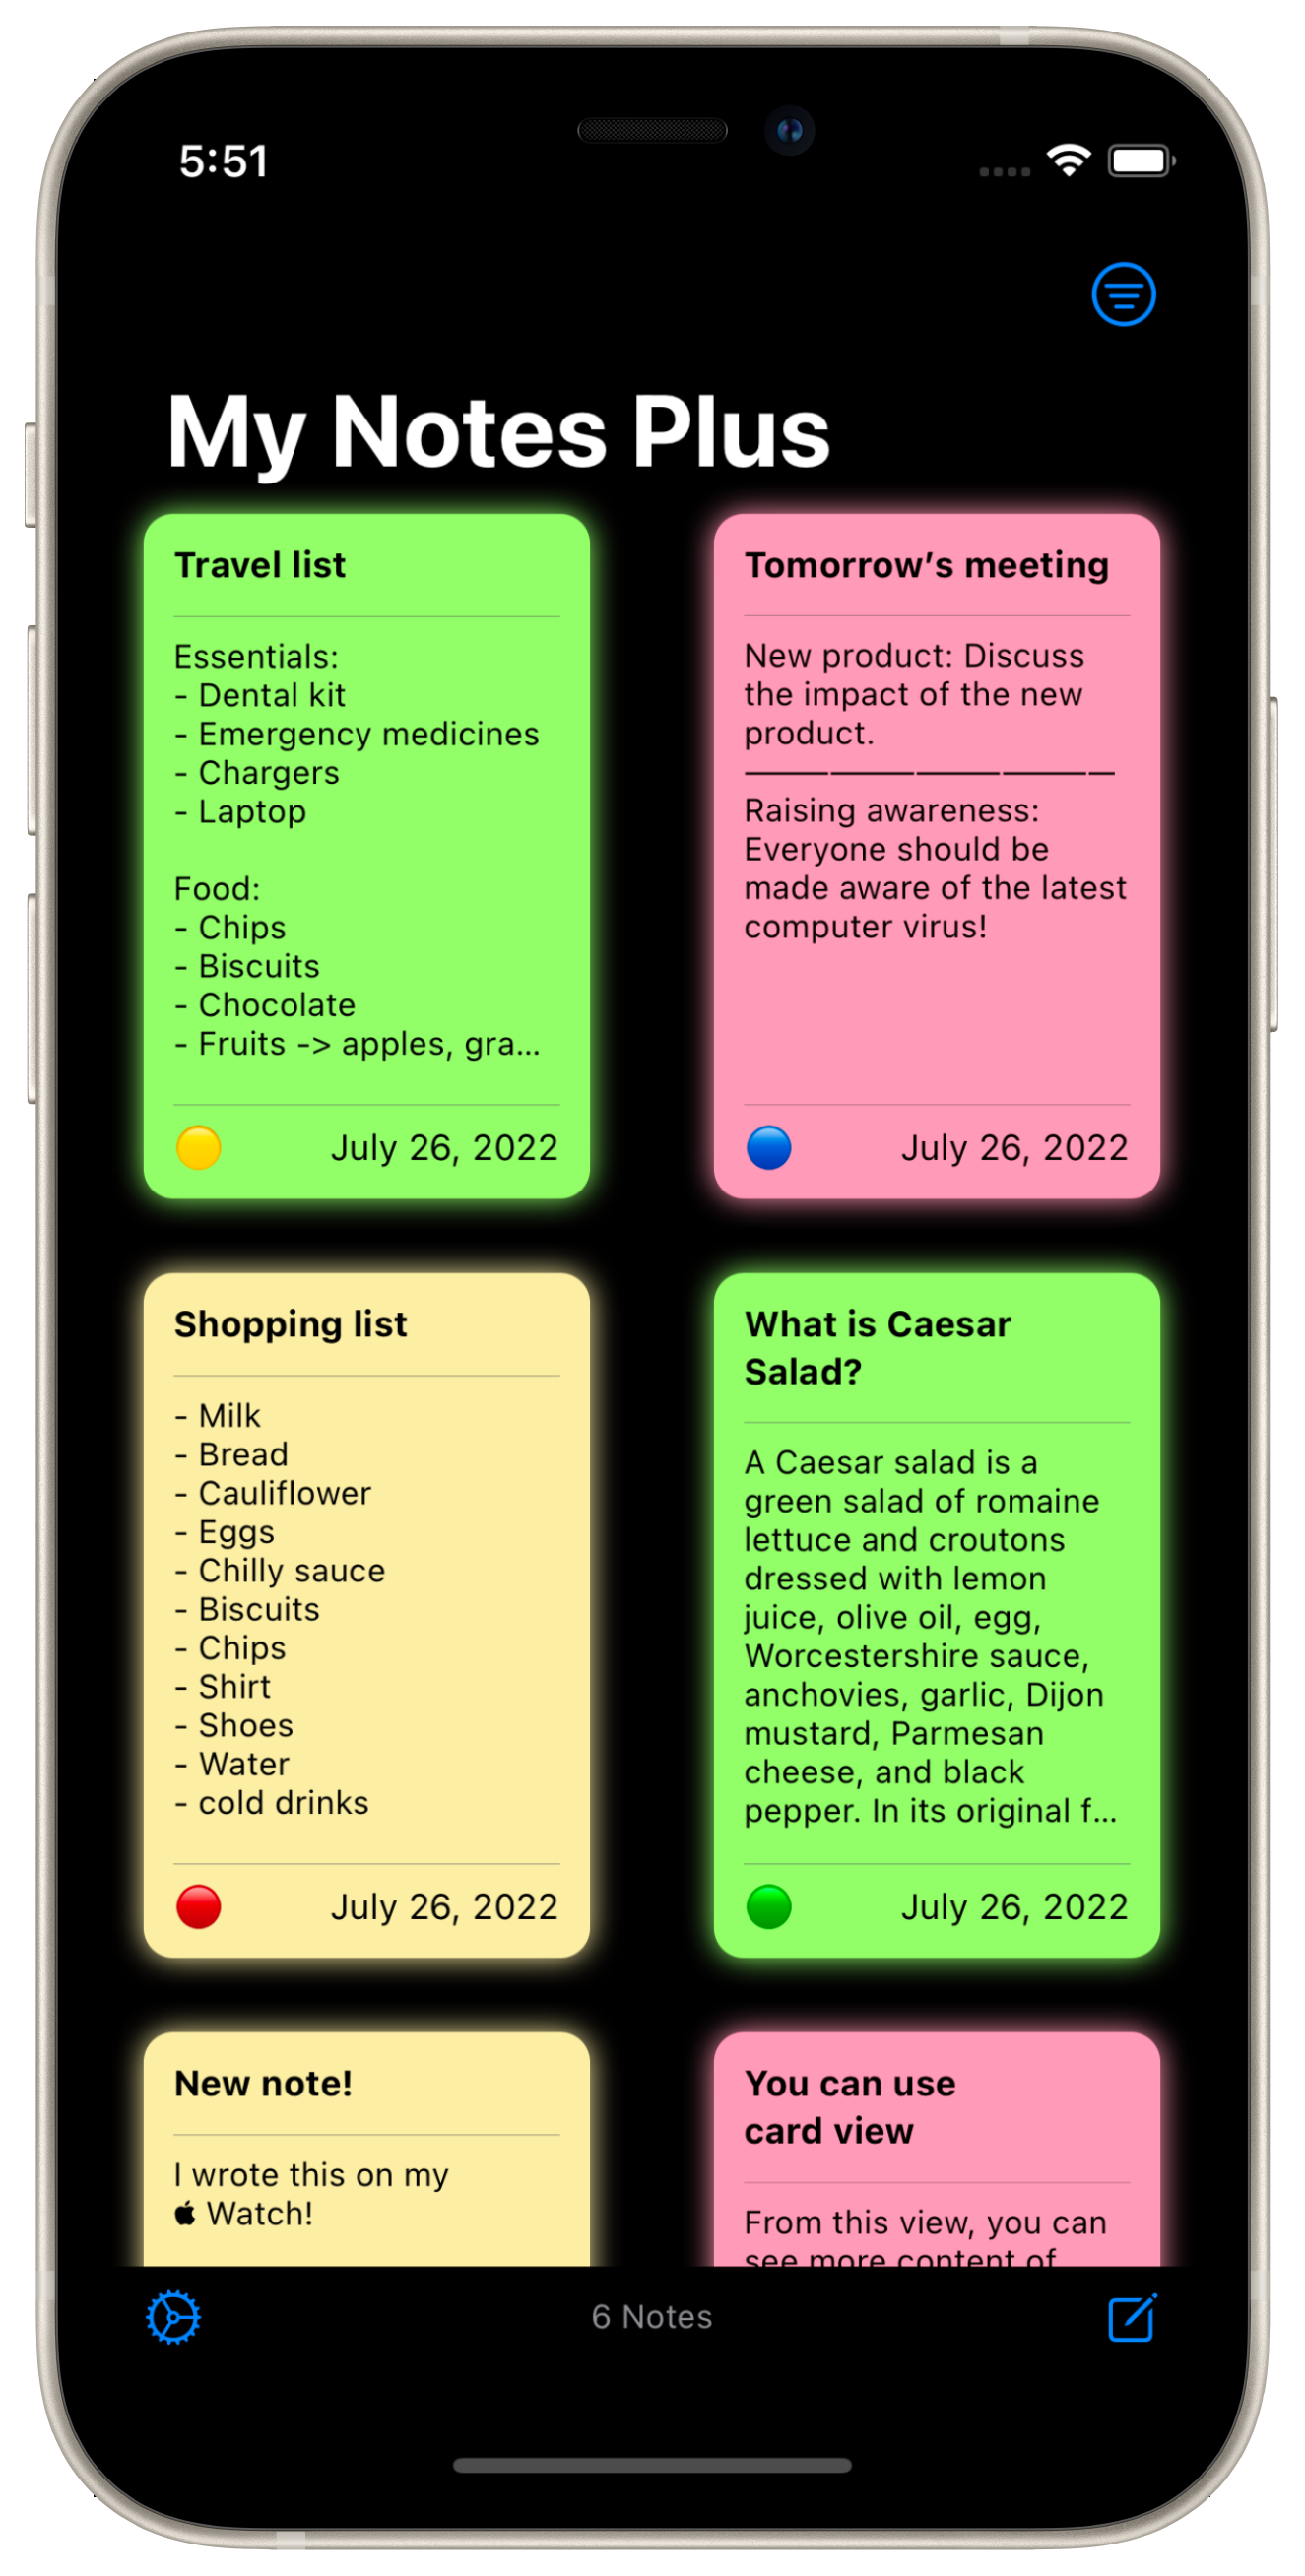 5:51
My Notes Plus
Travel list
Essentials:
- Dental kit
- Emergency medicines
- Chargers
- Laptop
Food:
- Chips
- Biscuits
- Chocolate
- Fruits -> apples, gra...
July 26, 2022
Tomorrow’s meeting
New product: Discuss
the impact of the new
product.
—————————
Raising awareness:
Everyone should be
made aware of the latest
computer virus!
July 26, 2022
Shopping list
- Milk
- Bread
- Cauliflower
- Eggs
- Chilly sauce
- Biscuits
- Chips
- Shirt
- Shoes
- Water
- cold drinks
July 26, 2022
What is Caesar
Salad?
A Caesar salad is a
green salad of romaine
lettuce and croutons
dressed with lemon
juice, olive oil, egg,
Worcestershire sauce,
anchovies, garlic, Dijon
mustard, Parmesan
cheese, and black
pepper. In its original f...
July 26, 2022
New note!
I wrote this on my
 Watch!
You can use
card view
From this view, you can
see more content of
6 Notes